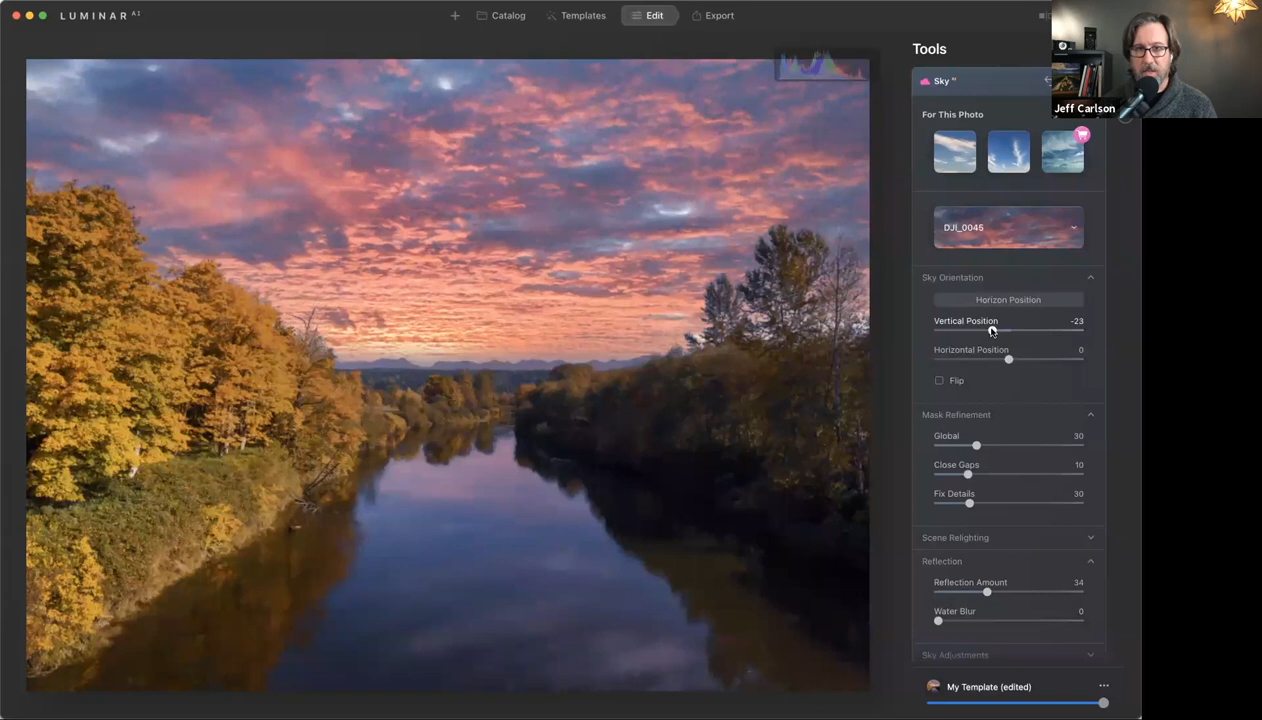 LUMINAR AI
Catalog
Templates
Edit
Export
Tools
Jeff Carlson
Sky AI
For This Photo
DJI_0045
Sky Orientation
Horizon Position
Vertical Position -23
Horizontal Position 0
Flip
Mask Refinement
Global 30
Close Gaps 10
Fix Details 30
Scene Relighting
Reflection
Reflection Amount 34
Water Blur 0
Sky Adjustments
My Template (edited)